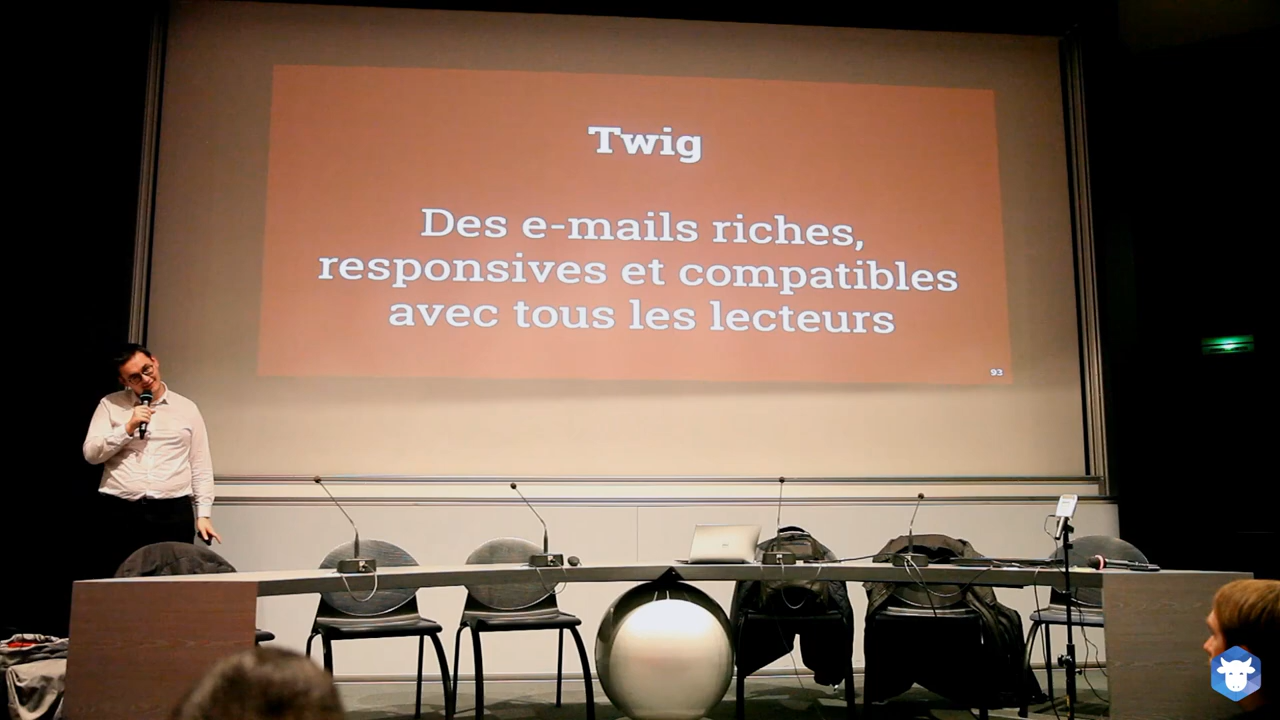 Twig
Des e-mails riches,
responsives et compatibles
avec tous les lecteurs
93